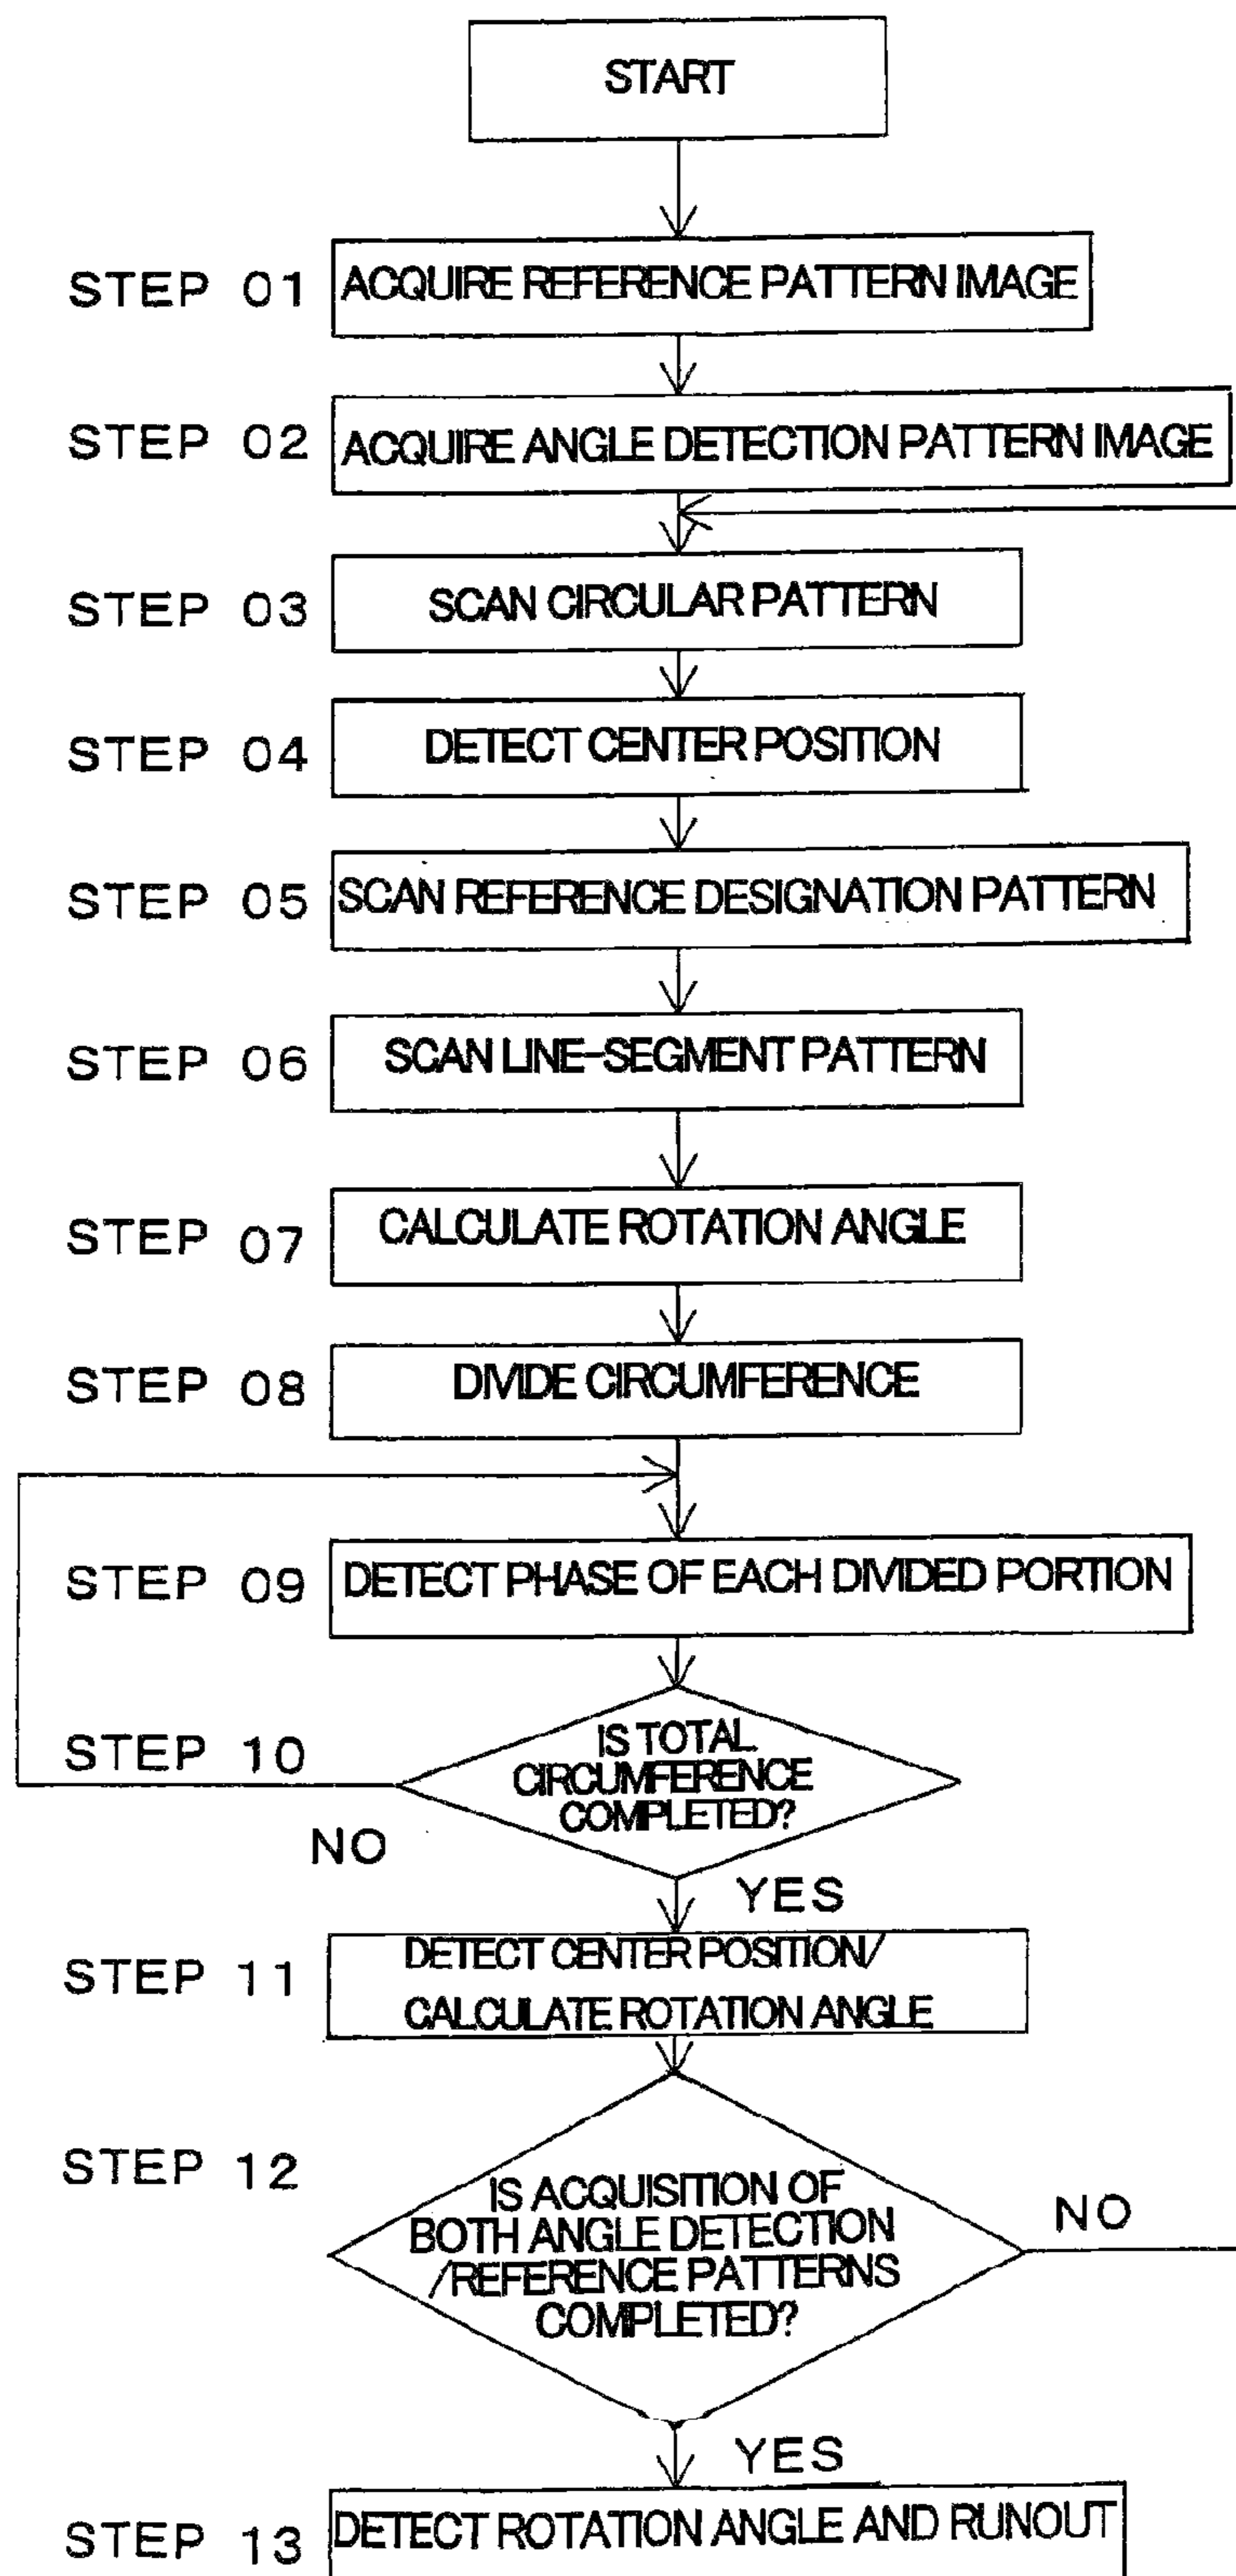 START
STEP 01
ACQUIRE REFERENCE PATTERN IMAGE
STEP 02
ACQUIRE ANGLE DETECTION PATTERN IMAGE
STEP 03
SCAN CIRCULAR PATTERN
STEP 04
DETECT CENTER POSITION
STEP 05
SCAN REFERENCE DESIGNATION PATTERN
STEP 06
SCAN LINE-SEGMENT PATTERN
STEP 07
CALCULATE ROTATION ANGLE
STEP 08
DIVIDE CIRCUMFERENCE
STEP 09
DETECT PHASE OF EACH DIVIDED PORTION
STEP 10
IS TOTAL
CIRCUMFERENCE
COMPLETED?
NO
YES
STEP 11
DETECT CENTER POSITION/
CALCULATE ROTATION ANGLE
STEP 12
IS ACQUISITION OF
BOTH ANGLE DETECTION
/REFERENCE PATTERNS
COMPLETED?
NO
YES
STEP 13
DETECT ROTATION ANGLE AND RUNOUT